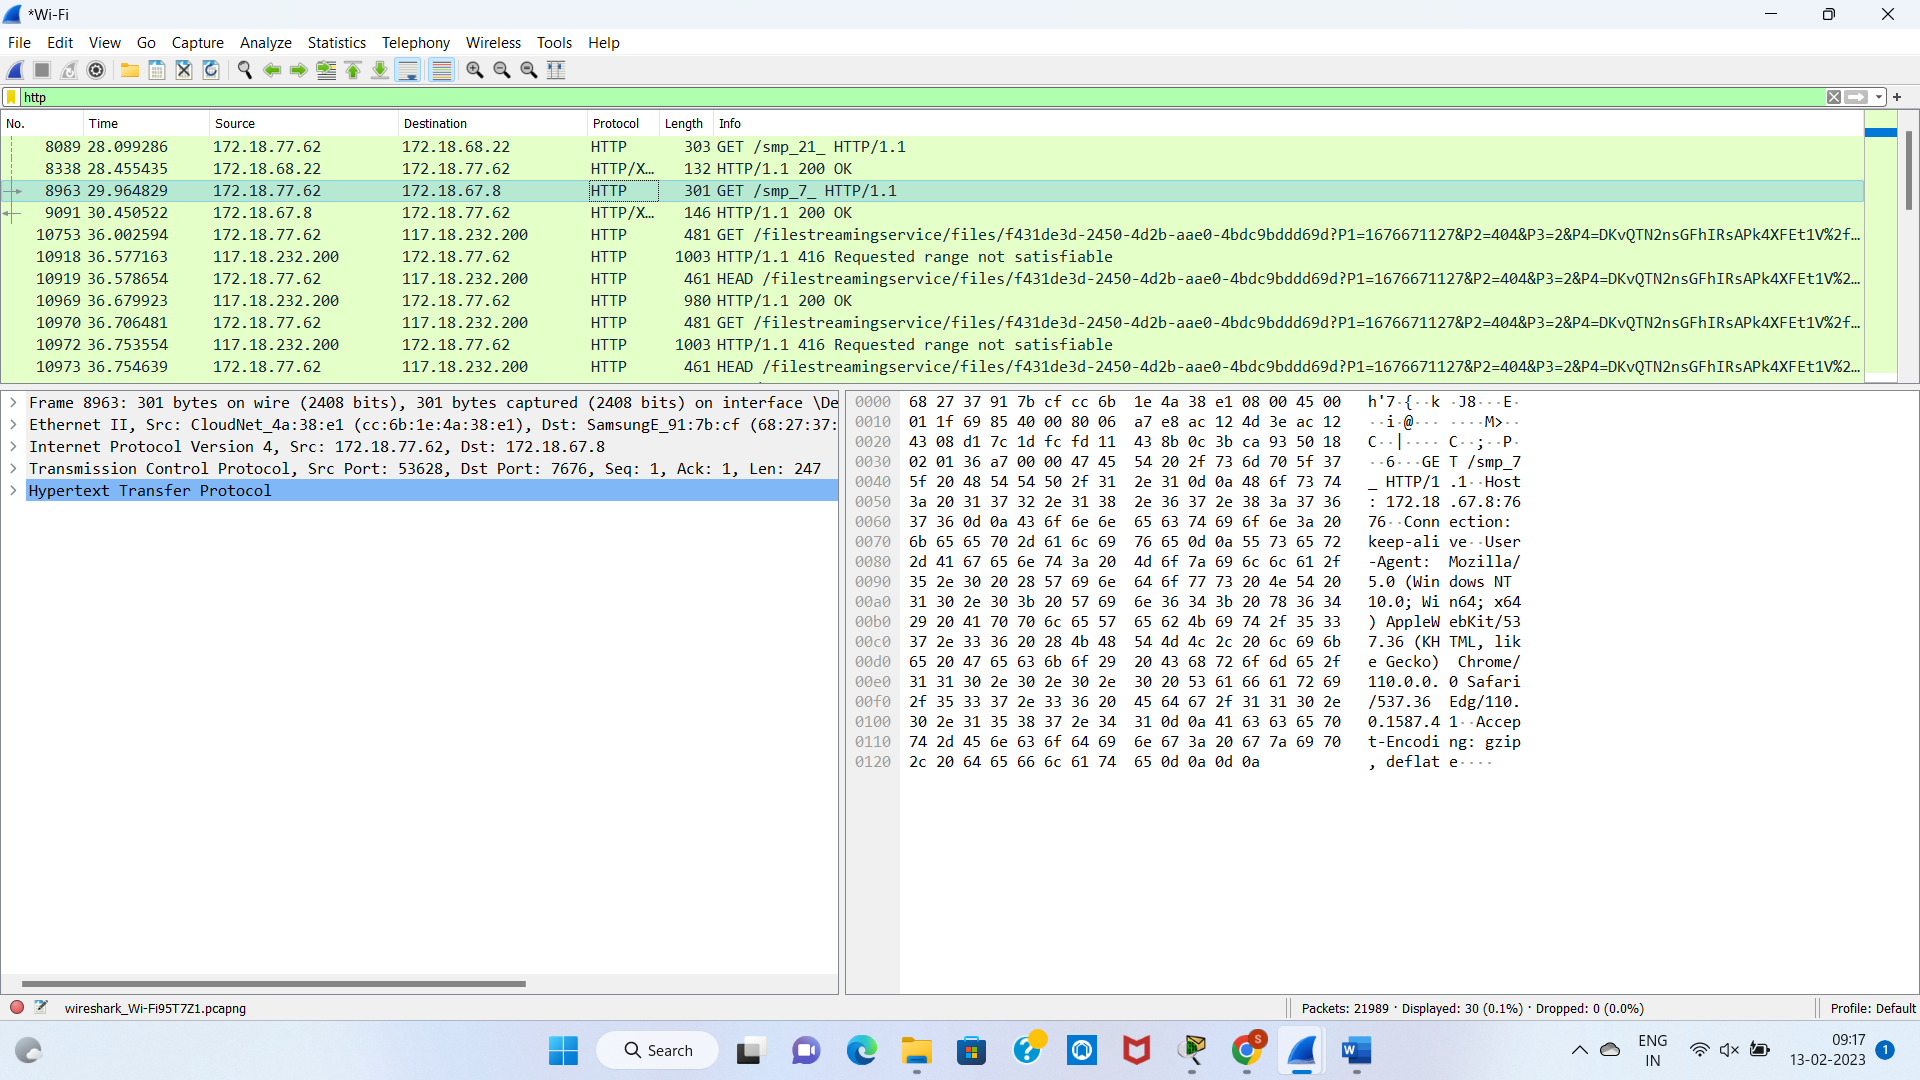 *Wi-Fi
File Edit View Go Capture Analyze Statistics Telephony Wireless Tools Help
http
No. Time Source Destination Protocol Length Info
8089 28.099286 172.18.77.62 172.18.68.22 HTTP 303 GET /smp_21_ HTTP/1.1
8338 28.455435 172.18.68.22 172.18.77.62 HTTP/X… 132 HTTP/1.1 200 OK
8963 29.964829 172.18.77.62 172.18.67.8 HTTP 301 GET /smp_7_ HTTP/1.1
9091 30.450522 172.18.67.8 172.18.77.62 HTTP/X… 146 HTTP/1.1 200 OK
10753 36.002594 172.18.77.62 117.18.232.200 HTTP 481 GET /filestreamingservice/files/f431de3d-2450-4d2b-aae0-4bdc9bddd69d?P1=1676671127&P2=404&P3=2&P4=DKvQTN2nsGFhIRsAPk4XFEt1V%2f…
10918 36.577163 117.18.232.200 172.18.77.62 HTTP 1003 HTTP/1.1 416 Requested range not satisfiable
10919 36.578654 172.18.77.62 117.18.232.200 HTTP 461 HEAD /filestreamingservice/files/f431de3d-2450-4d2b-aae0-4bdc9bddd69d?P1=1676671127&P2=404&P3=2&P4=DKvQTN2nsGFhIRsAPk4XFEt1V%2…
10969 36.679923 117.18.232.200 172.18.77.62 HTTP 980 HTTP/1.1 200 OK
10970 36.706481 172.18.77.62 117.18.232.200 HTTP 481 GET /filestreamingservice/files/f431de3d-2450-4d2b-aae0-4bdc9bddd69d?P1=1676671127&P2=404&P3=2&P4=DKvQTN2nsGFhIRsAPk4XFEt1V%2f…
10972 36.753554 117.18.232.200 172.18.77.62 HTTP 1003 HTTP/1.1 416 Requested range not satisfiable
10973 36.754639 172.18.77.62 117.18.232.200 HTTP 461 HEAD /filestreamingservice/files/f431de3d-2450-4d2b-aae0-4bdc9bddd69d?P1=1676671127&P2=404&P3=2&P4=DKvQTN2nsGFhIRsAPk4XFEt1V%2…
Frame 8963: 301 bytes on wire (2408 bits), 301 bytes captured (2408 bits) on interface \De
Ethernet II, Src: CloudNet_4a:38:e1 (cc:6b:1e:4a:38:e1), Dst: SamsungE_91:7b:cf (68:27:37:
Internet Protocol Version 4, Src: 172.18.77.62, Dst: 172.18.67.8
Transmission Control Protocol, Src Port: 53628, Dst Port: 7676, Seq: 1, Ack: 1, Len: 247
Hypertext Transfer Protocol
0000 68 27 37 91 7b cf cc 6b 1e 4a 38 e1 08 00 45 00 h'7·{··k ·J8···E·
0010 01 1f 69 85 40 00 80 06 a7 e8 ac 12 4d 3e ac 12 ··i·@··· ····M>··
0020 43 08 d1 7c 1d fc fd 11 43 8b 0c 3b ca 93 50 18 C··|···· C··;··P·
0030 02 01 36 a7 00 00 47 45 54 20 2f 73 6d 70 5f 37 ··6···GE T /smp_7
0040 5f 20 48 54 54 50 2f 31 2e 31 0d 0a 48 6f 73 74 _ HTTP/1 .1··Host
0050 3a 20 31 37 32 2e 31 38 2e 36 37 2e 38 3a 37 36 : 172.18 .67.8:76
0060 37 36 0d 0a 43 6f 6e 6e 65 63 74 69 6f 6e 3a 20 76··Conn ection:
0070 6b 65 65 70 2d 61 6c 69 76 65 0d 0a 55 73 65 72 keep-ali ve··User
0080 2d 41 67 65 6e 74 3a 20 4d 6f 7a 69 6c 6c 61 2f -Agent: Mozilla/
0090 35 2e 30 20 28 57 69 6e 64 6f 77 73 20 4e 54 20 5.0 (Win dows NT
00a0 31 30 2e 30 3b 20 57 69 6e 36 34 3b 20 78 36 34 10.0; Wi n64; x64
00b0 29 20 41 70 70 6c 65 57 65 62 4b 69 74 2f 35 33 ) AppleW ebKit/53
00c0 37 2e 33 36 20 28 4b 48 54 4d 4c 2c 20 6c 69 6b 7.36 (KH TML, lik
00d0 65 20 47 65 63 6b 6f 29 20 43 68 72 6f 6d 65 2f e Gecko) Chrome/
00e0 31 31 30 2e 30 2e 30 2e 30 20 53 61 66 61 72 69 110.0.0. 0 Safari
00f0 2f 35 33 37 2e 33 36 20 45 64 67 2f 31 31 30 2e /537.36 Edg/110.
0100 30 2e 31 35 38 37 2e 34 31 0d 0a 41 63 63 65 70 0.1587.4 1··Accep
0110 74 2d 45 6e 63 6f 64 69 6e 67 3a 20 67 7a 69 70 t-Encodi ng: gzip
0120 2c 20 64 65 66 6c 61 74 65 0d 0a 0d 0a , deflat e····
wireshark_Wi-Fi95T7Z1.pcapng Packets: 21989 · Displayed: 30 (0.1%) · Dropped: 0 (0.0%) Profile: Default
Search
S
W
ENG
IN
09:17
13-02-2023
1